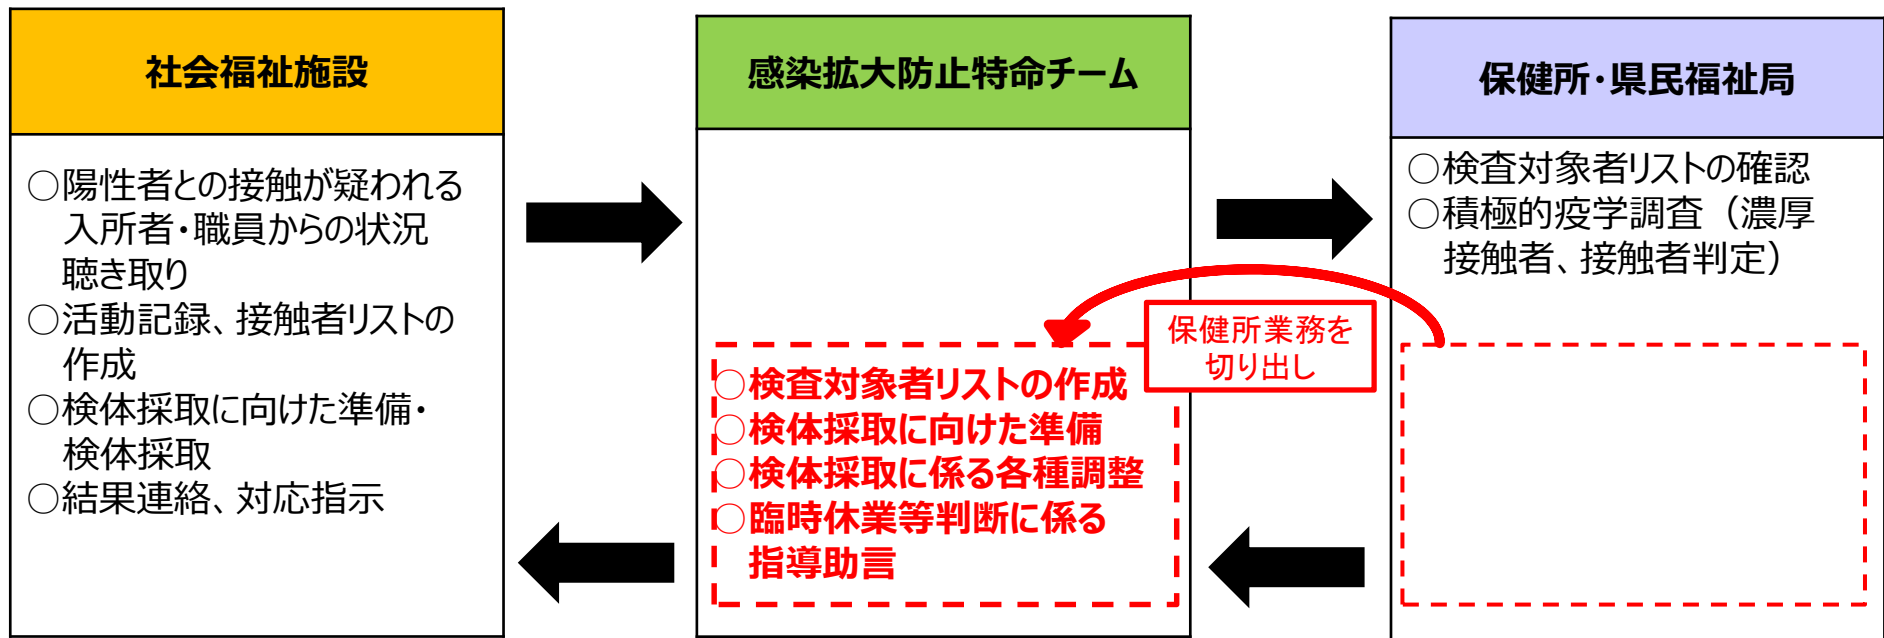 社会福祉施設
○陽性者との接触が疑われる
入所者・職員からの状況
聴き取り
○活動記録、接触者リストの
作成
○検体採取に向けた準備・
検体採取
○結果連絡、対応指示
感染拡大防止特命チーム
○検査対象者リストの作成
○検体採取に向けた準備
○検体採取に係る各種調整
○臨時休業等判断に係る
指導助言
保健所業務を
切り出し
保健所・県民福祉局
○検査対象者リストの確認
○積極的疫学調査（濃厚
接触者、接触者判定）